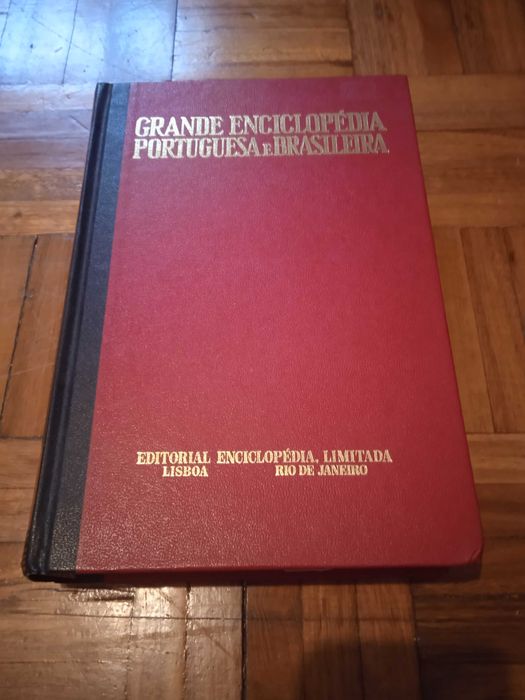 GRANDE ENCICLOPÉDIA
PORTUGUESA E BRASILEIRA
EDITORIAL ENCICLOPÉDIA, LIMITADA
LISBOA RIO DE JANEIRO